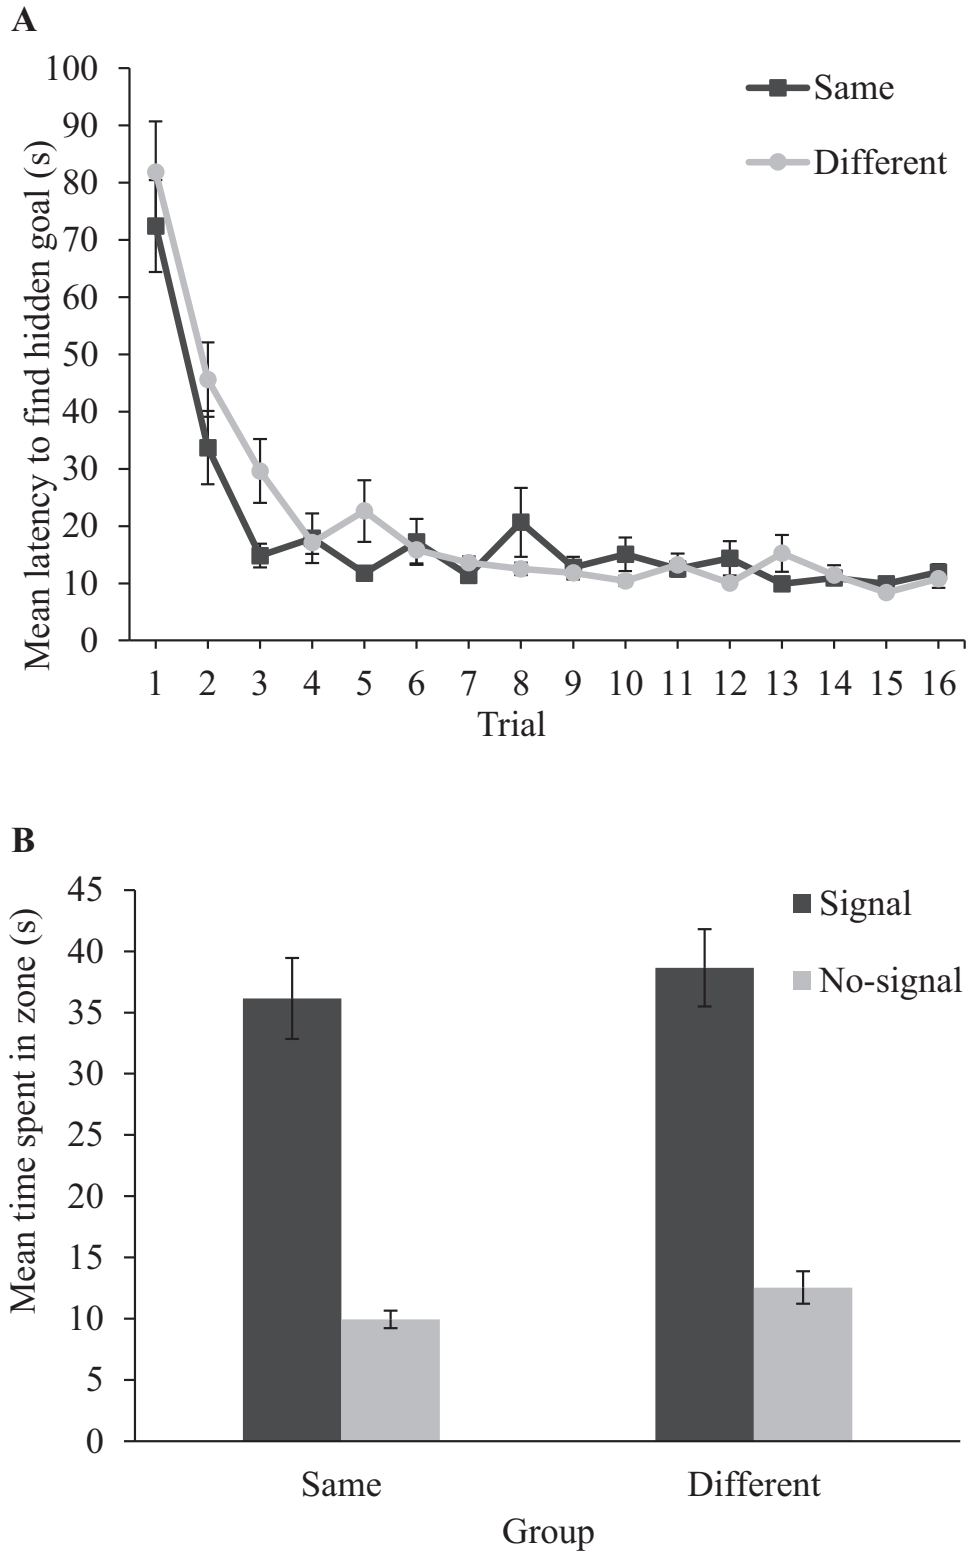 A
Mean latency to find hidden goal (s)
100
90
80
70
60
50
40
30
20
10
0
Same
Different
1 2 3 4 5 6 7 8 9 10 11 12 13 14 15 16
Trial
B
Mean time spent in zone (s)
45
40
35
30
25
20
15
10
5
0
Signal
No-signal
Same Different
Group